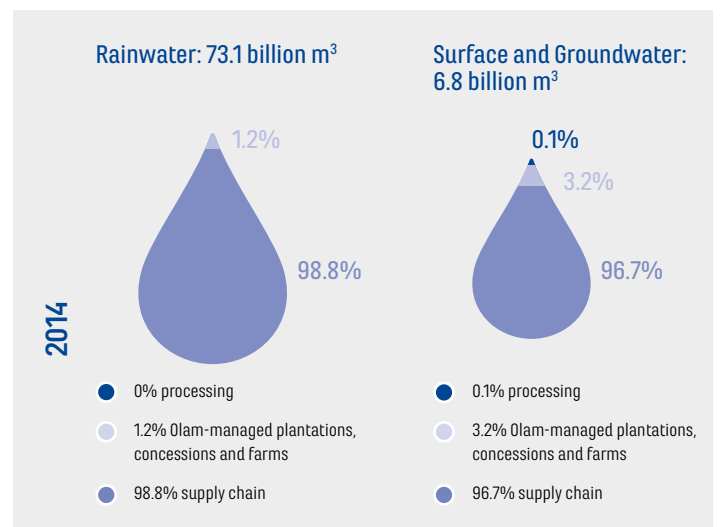 Rainwater: 73.1 billion m³
1.2%
98.8%
0% processing
1.2% Olam-managed plantations,
concessions and farms
98.8% supply chain
Surface and Groundwater:
6.8 billion m³
0.1%
3.2%
96.7%
0.1% processing
3.2% Olam-managed plantations,
concessions and farms
96.7% supply chain
2014